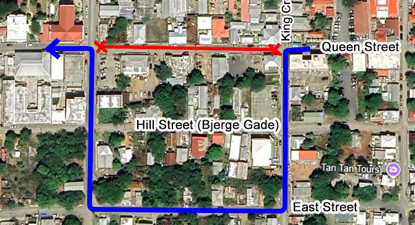 King Cr
Queen Street
Hill Street (Bjerge Gade)
Tan Tan Tours
East Street